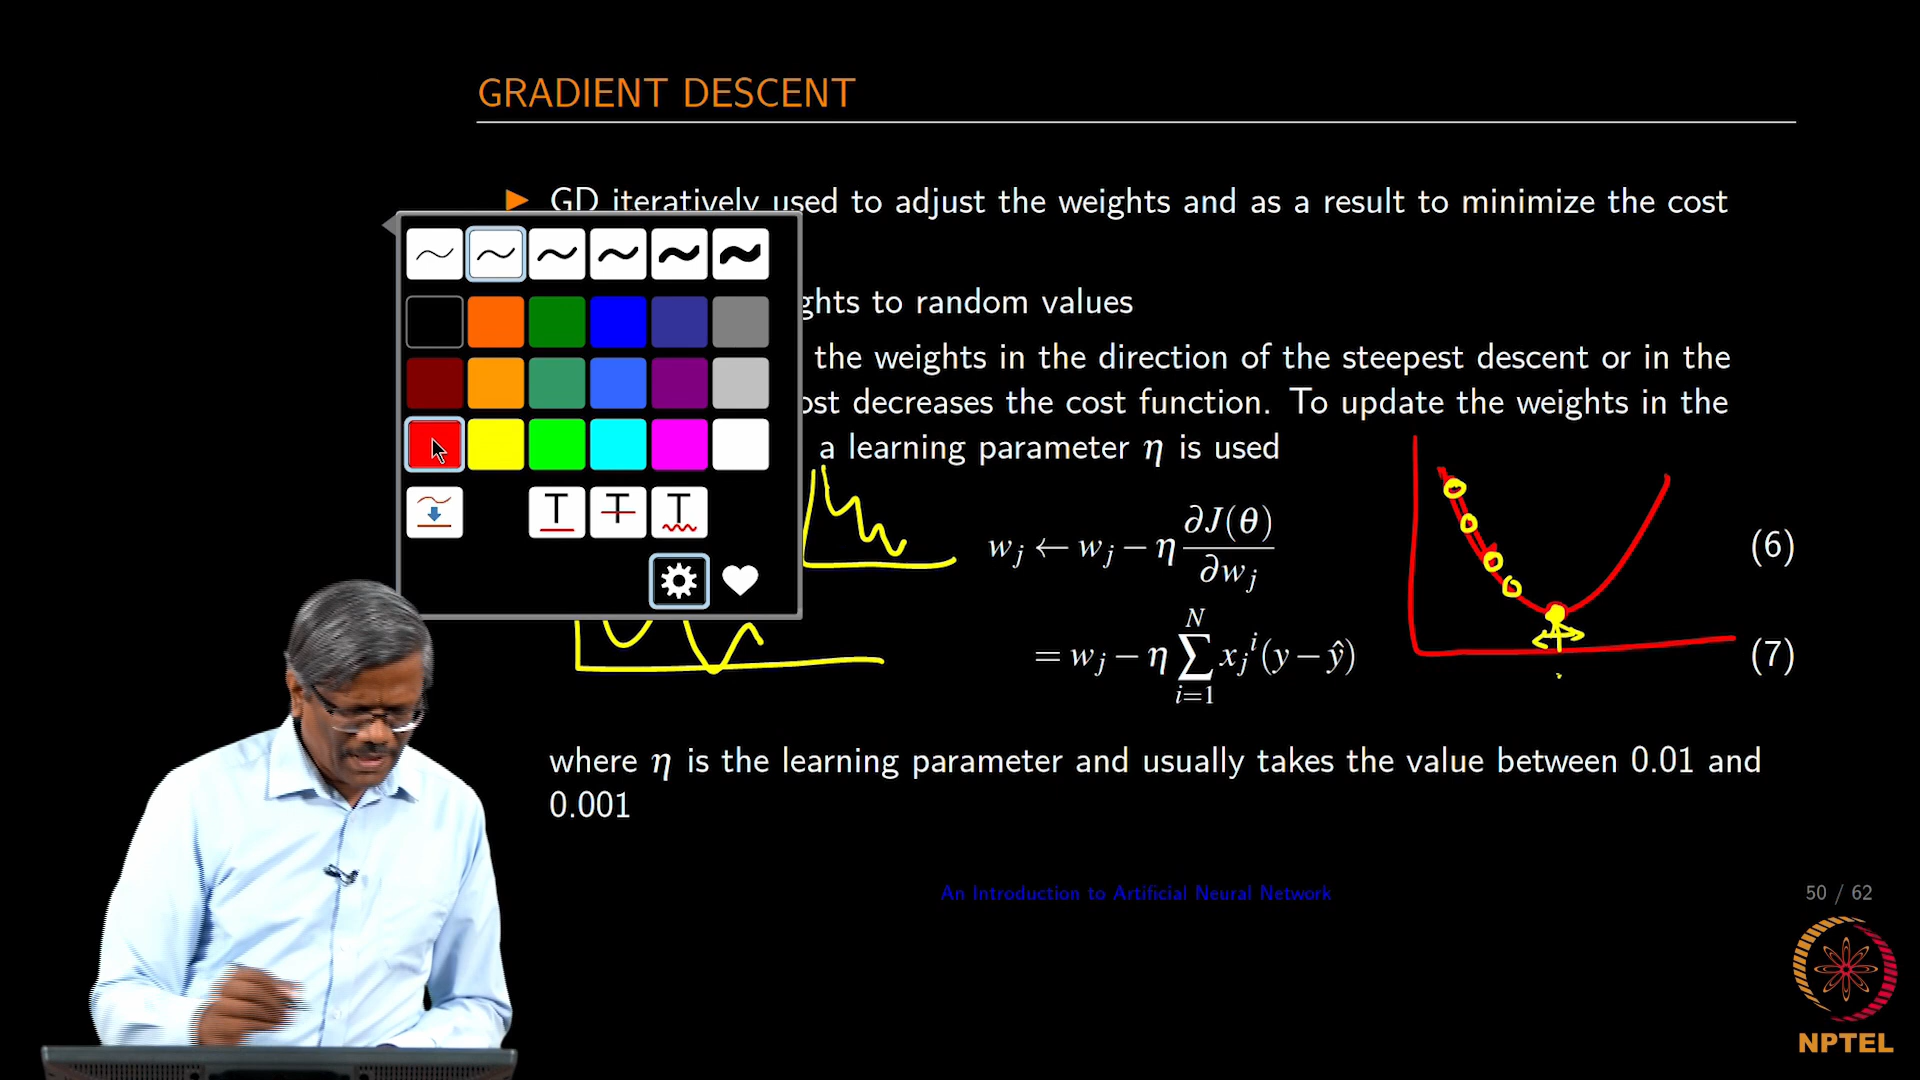 GRADIENT DESCENT
GD iteratively used to adjust the weights and as a result to minimize the cost
ghts to random values
the weights in the direction of the steepest descent or in the
ost decreases the cost function. To update the weights in the
a learning parameter η is used
w_j ← w_j − η ∂J(θ)/∂w_j (6)
= w_j − η ∑_{i=1}^{N} x_j^i (y − ŷ) (7)
where η is the learning parameter and usually takes the value between 0.01 and
0.001
An Introduction to Artificial Neural Network
50 / 62
NPTEL
T T T